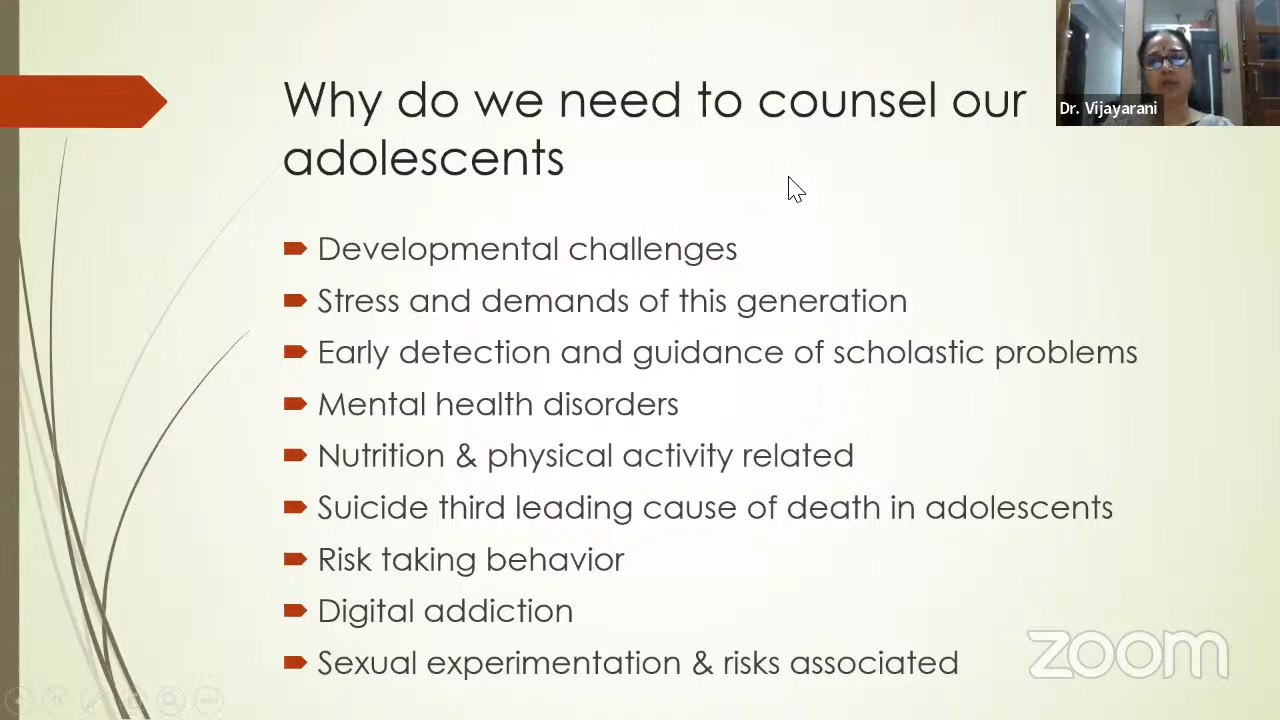 Why do we need to counsel our
adolescents
Dr. Vijayarani
Developmental challenges
Stress and demands of this generation
Early detection and guidance of scholastic problems
Mental health disorders
Nutrition & physical activity related
Suicide third leading cause of death in adolescents
Risk taking behavior
Digital addiction
Sexual experimentation & risks associated
zoom